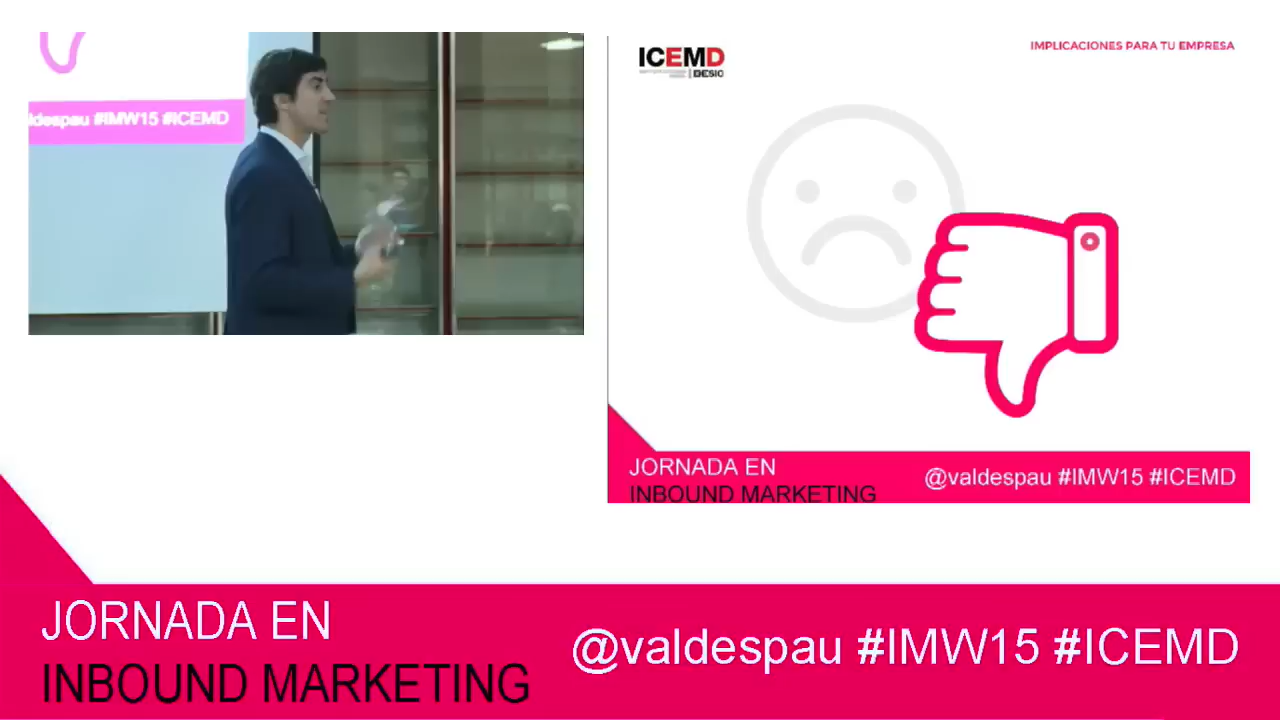 ldespau #IMW15 #ICEMD
ICEMD
ESIC
IMPLICACIONES PARA TU EMPRESA
JORNADA EN
INBOUND MARKETING
@valdespau #IMW15 #ICEMD
JORNADA EN
INBOUND MARKETING
@valdespau #IMW15 #ICEMD